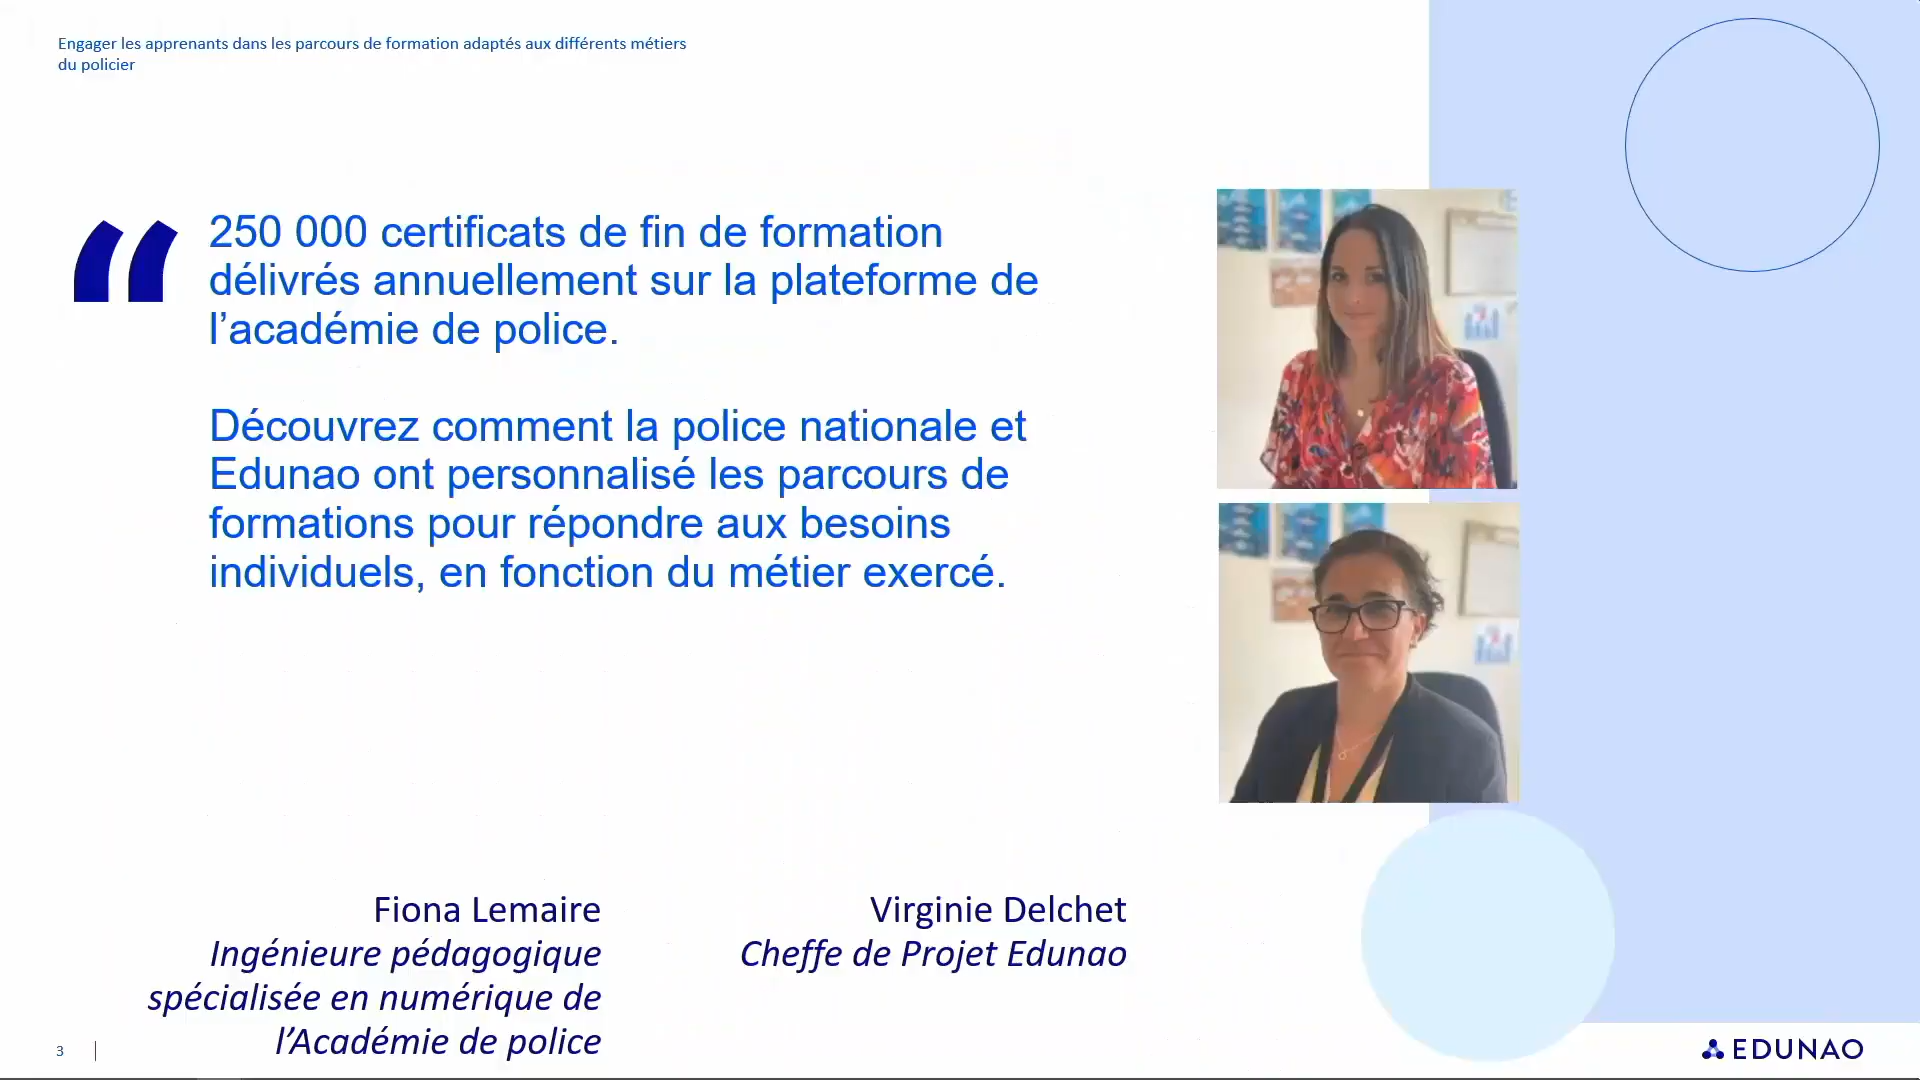 Engager les apprenants dans les parcours de formation adaptés aux différents métiers
du policier
“
250 000 certificats de fin de formation
délivrés annuellement sur la plateforme de
l’académie de police.
Découvrez comment la police nationale et
Edunao ont personnalisé les parcours de
formations pour répondre aux besoins
individuels, en fonction du métier exercé.
Fiona Lemaire
Ingénieure pédagogique
spécialisée en numérique de
l’Académie de police
Virginie Delchet
Cheffe de Projet Edunao
3
EDUNAO